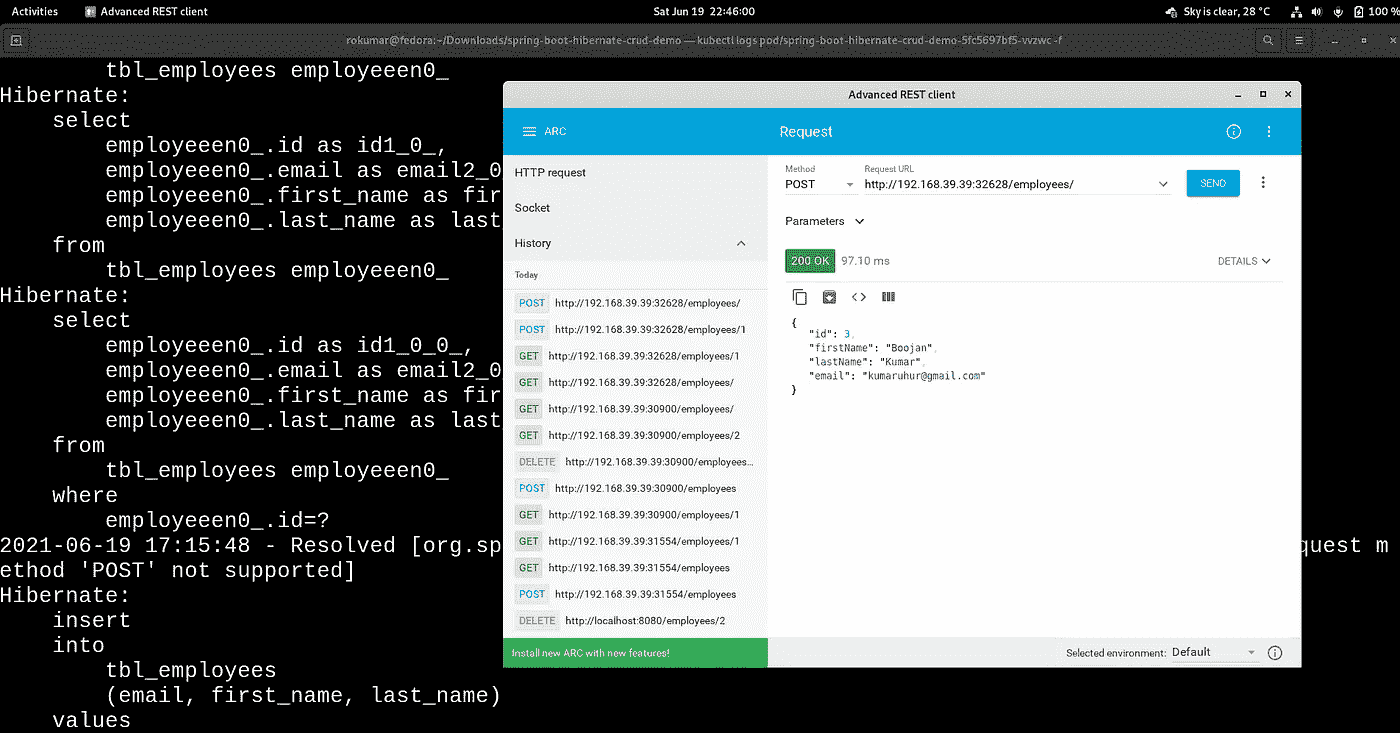 Activities
Advanced REST client
Sat Jun 19 22:46:00
Sky is clear, 28 °C
100 %
rokumar@fedora:~/Downloads/spring-boot-hibernate-crud-demo — kubectl logs pod/spring-boot-hibernate-crud-demo-5fc5697bf5-vvzwc -f
tbl_employees employeeen0_
Hibernate:
select
employeeen0_.id as id1_0_,
employeeen0_.email as email2_0
employeeen0_.first_name as fir
employeeen0_.last_name as last
from
tbl_employees employeeen0_
Hibernate:
select
employeeen0_.id as id1_0_0_,
employeeen0_.email as email2_0
employeeen0_.first_name as fir
employeeen0_.last_name as last
from
tbl_employees employeeen0_
where
employeeen0_.id=?
2021-06-19 17:15:48 - Resolved [org.sp quest m
ethod 'POST' not supported]
Hibernate:
insert
into
tbl_employees
(email, first_name, last_name)
values
Advanced REST client
ARC
Request
HTTP request
Socket
History
Today
POST http://192.168.39.39:32628/employees/
POST http://192.168.39.39:32628/employees/1
GET http://192.168.39.39:32628/employees/1
GET http://192.168.39.39:32628/employees/
GET http://192.168.39.39:30900/employees/
GET http://192.168.39.39:30900/employees/2
DELETE http://192.168.39.39:30900/employees…
POST http://192.168.39.39:30900/employees
GET http://192.168.39.39:30900/employees/1
GET http://192.168.39.39:31554/employees/1
GET http://192.168.39.39:31554/employees
POST http://192.168.39.39:31554/employees
DELETE http://localhost:8080/employees/2
Install new ARC with new features!
Method
POST
Request URL
http://192.168.39.39:32628/employees/
SEND
Parameters
200 OK 97.10 ms
DETAILS
{
"id": 3,
"firstName": "Boojan",
"lastName": "Kumar",
"email": "kumaruhur@gmail.com"
}
Selected environment: Default